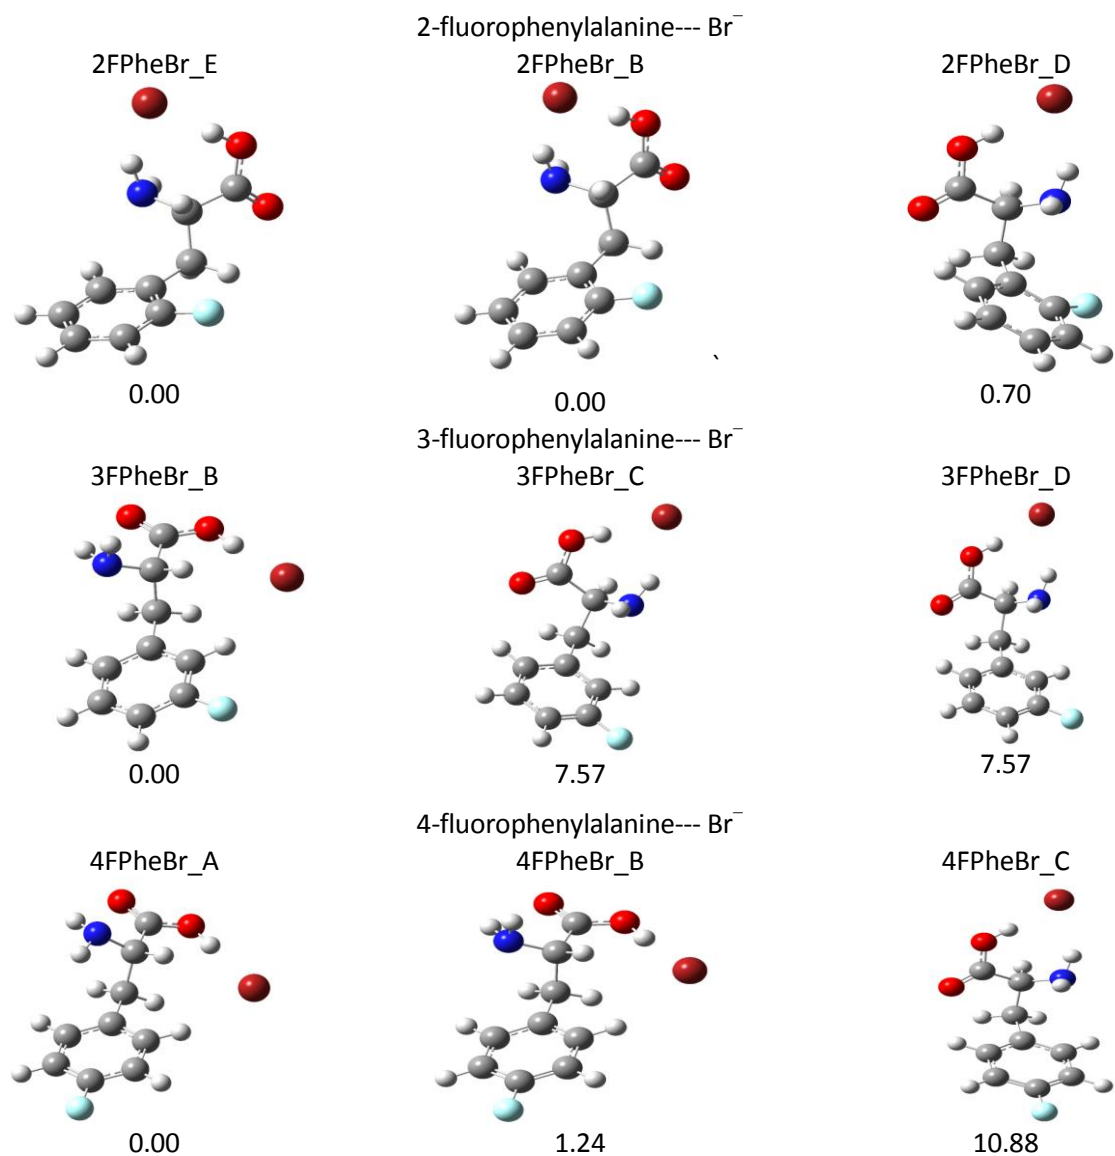 2-fluorophenylalanine--- Br⁻
2FPheBr_E 2FPheBr_B 2FPheBr_D
`
0.00 0.00 0.70
3-fluorophenylalanine--- Br⁻
3FPheBr_B 3FPheBr_C 3FPheBr_D
0.00 7.57 7.57
4-fluorophenylalanine--- Br⁻
4FPheBr_A 4FPheBr_B 4FPheBr_C
0.00 1.24 10.88